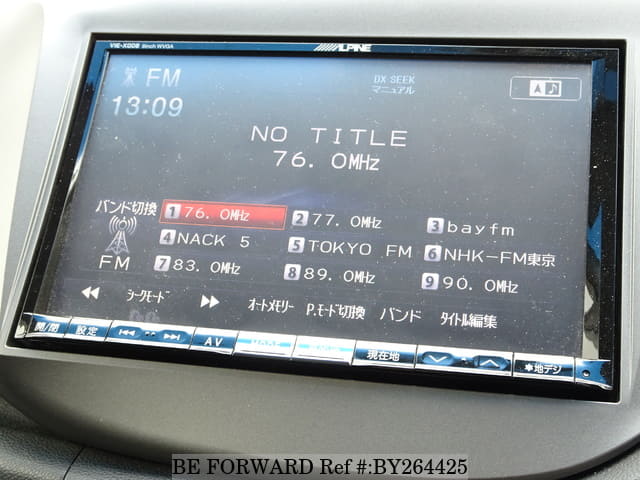 VIE-X008 8inch WVGA
ALPINE
FM
DX SEEK
マニュアル
13:09
NO TITLE
76. 0MHz
バンド切換
1 76. 0MHz
2 77. 0MHz
3 bayfm
4 NACK 5
5 TOKYO FM
6 NHK-FM東京
FM
7 83. 0MHz
8 89. 0MHz
9 90. 0MHz
シークモード
オートメモリー
P.モード切換
バンド
タイトル編集
開/閉
設定
AV
現在地
*地デジ
BE FORWARD Ref #:BY264425